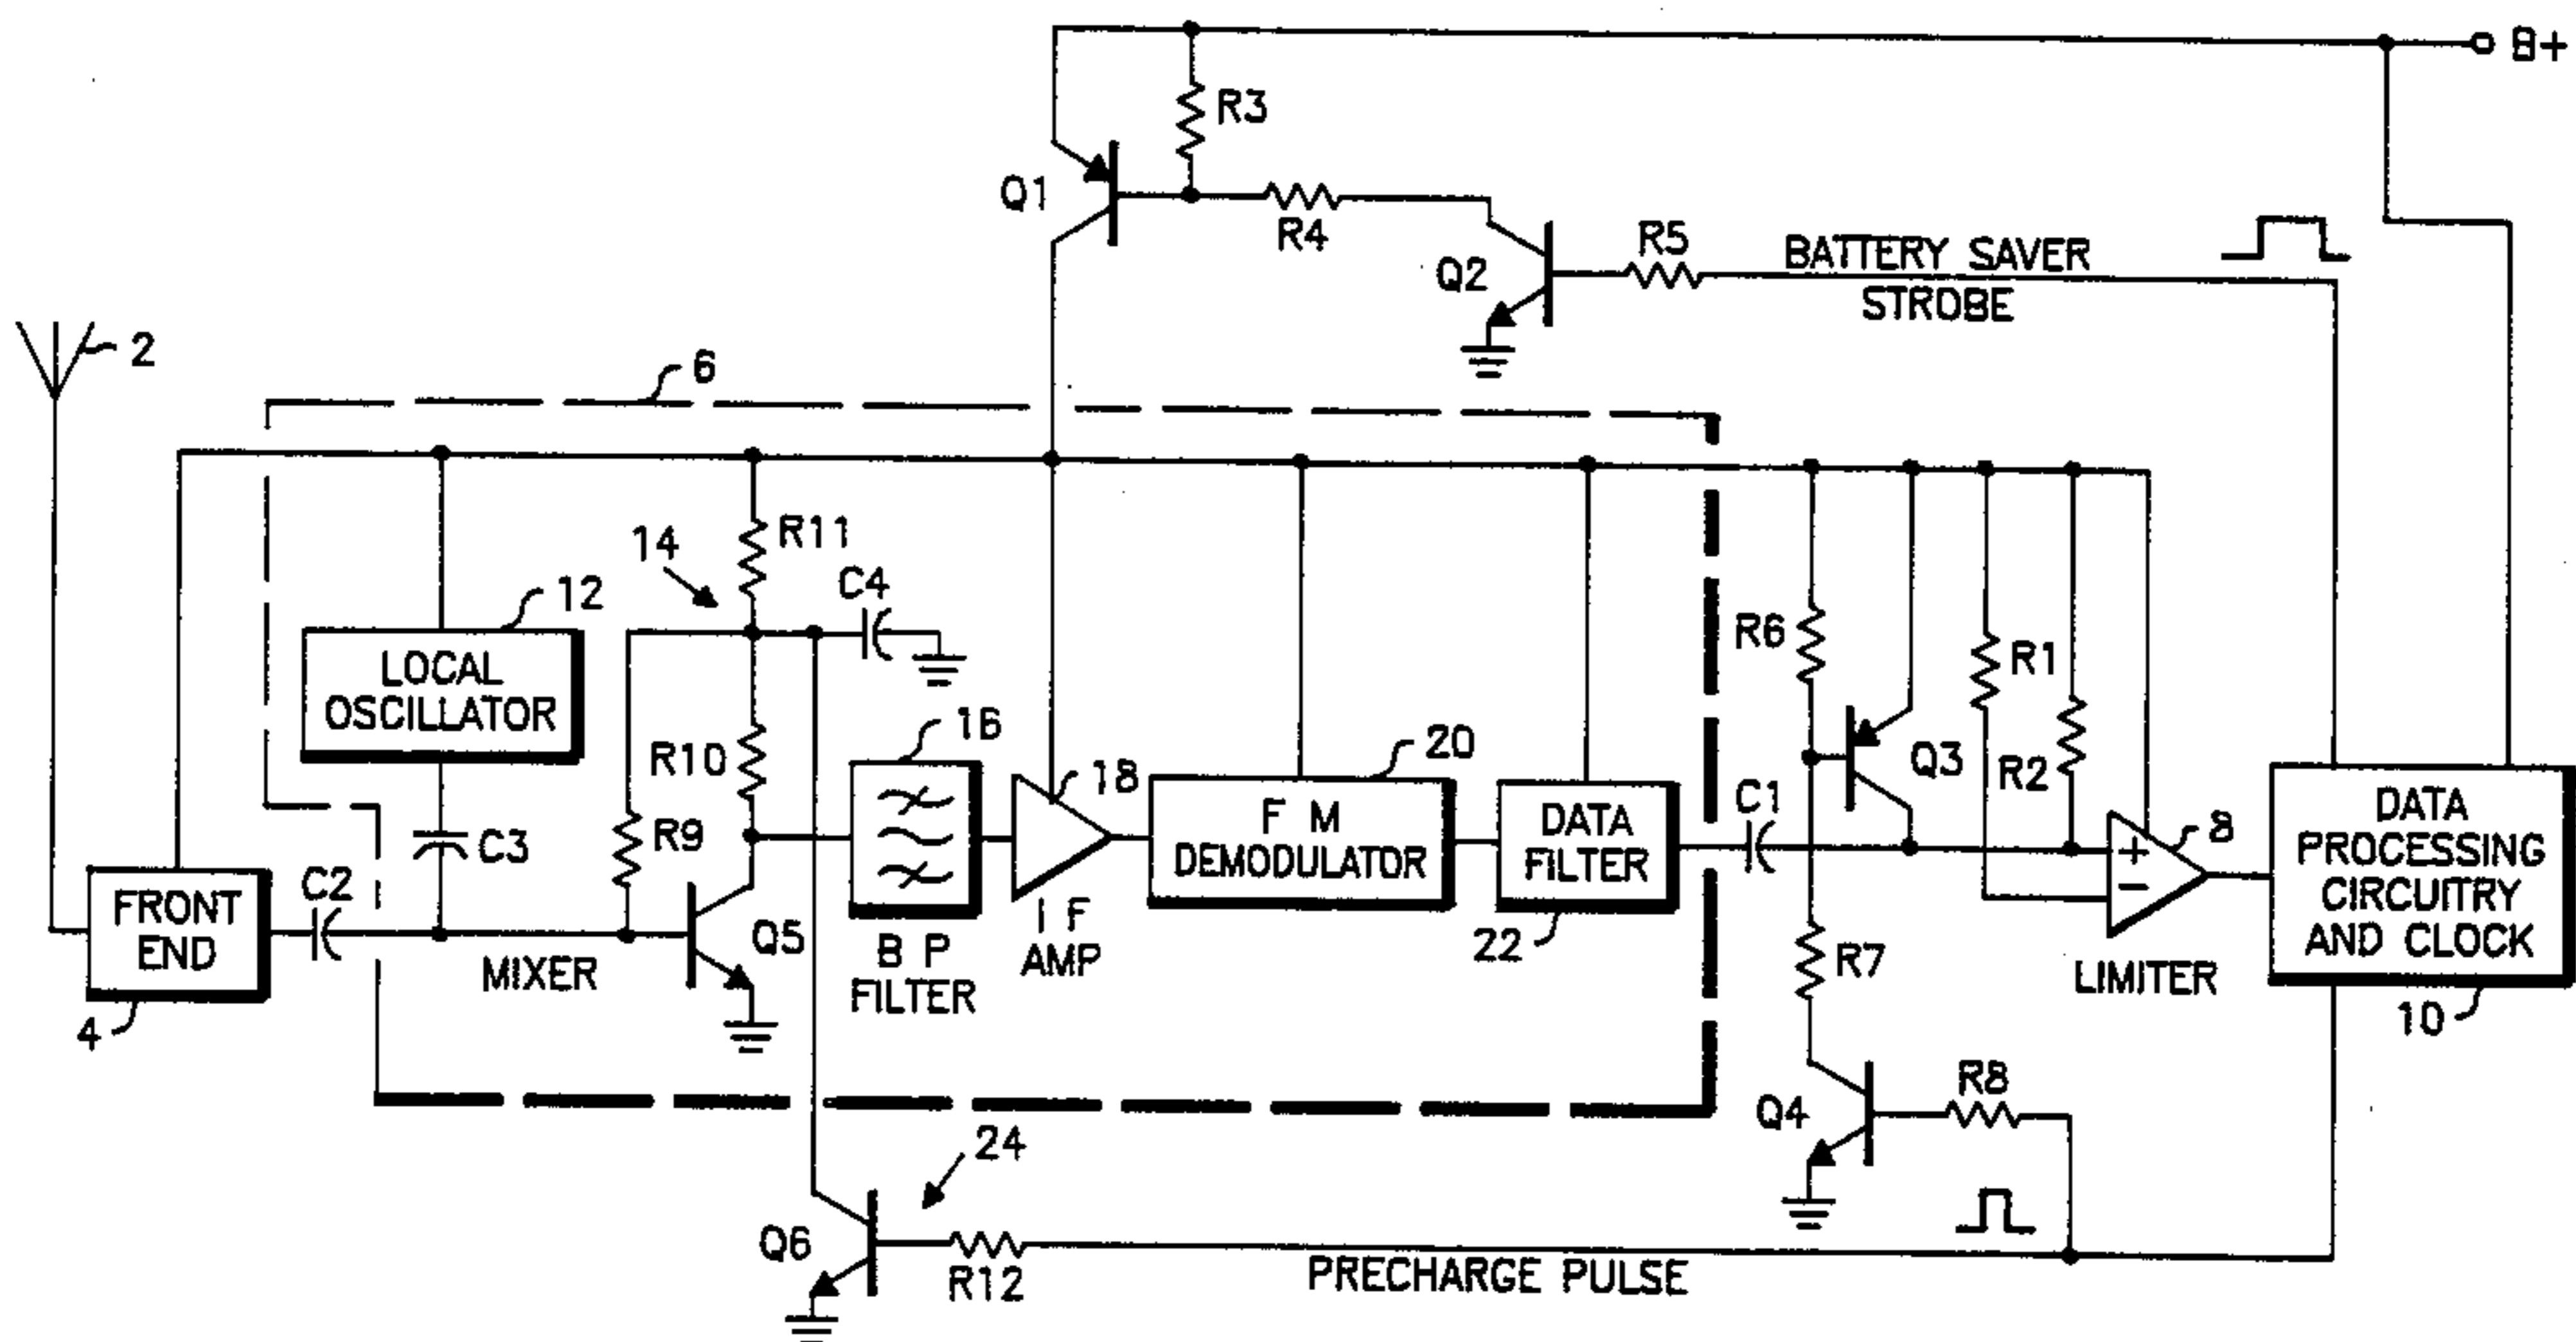 B+
R3
Q1
R4
Q2
R5
BATTERY SAVER
STROBE
2
6
14
R11
C4
12
LOCAL
OSCILLATOR
R10
16
18
20
R6
R1
Q3
R2
C3
R9
F M
DEMODULATOR
DATA
FILTER
C1
+
−
8
DATA
PROCESSING
CIRCUITRY
AND CLOCK
FRONT
END
C2
MIXER
Q5
B P
FILTER
I F
AMP
22
R7
LIMITER
10
4
24
Q4
R8
Q6
R12
PRECHARGE PULSE